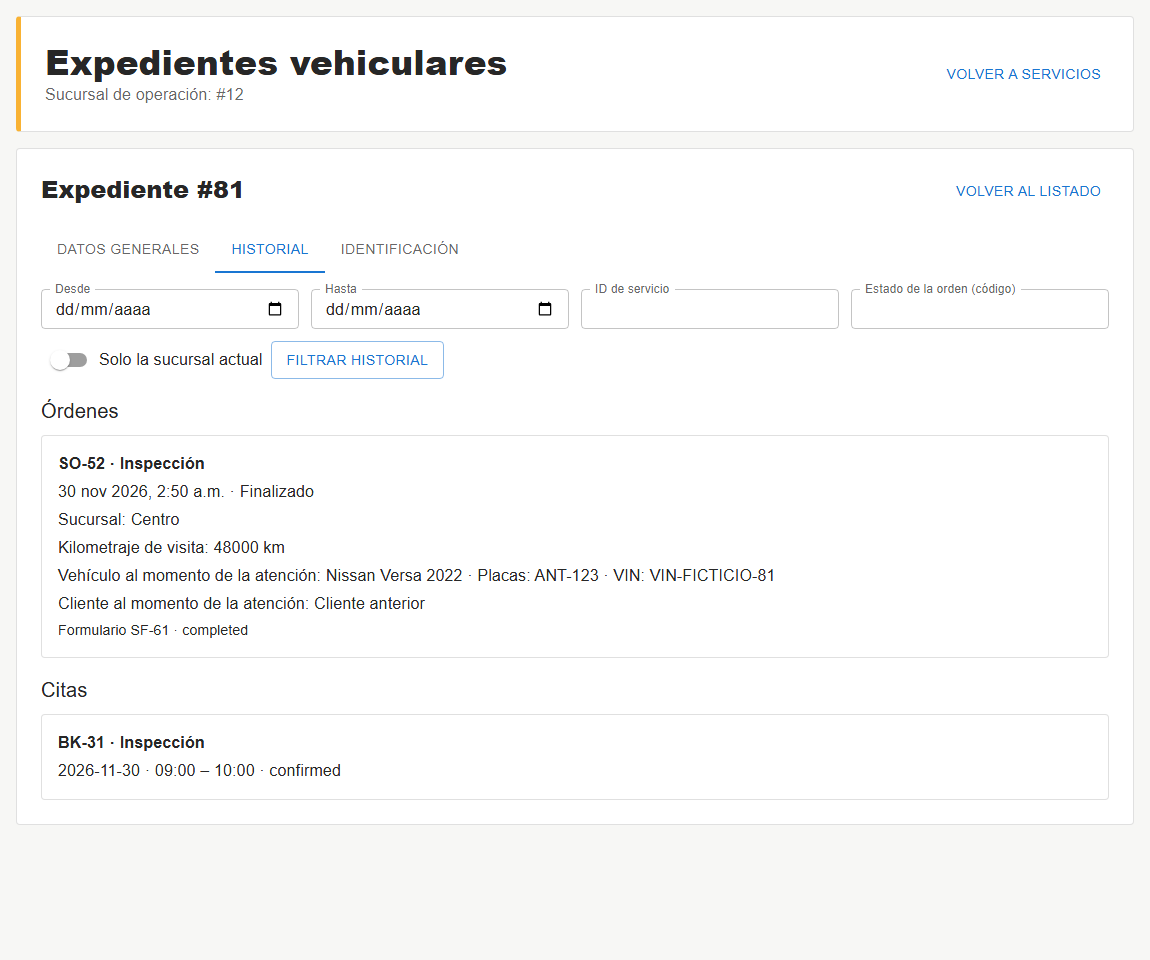 Expedientes vehiculares
Sucursal de operación: #12
VOLVER A SERVICIOS
Expediente #81
VOLVER AL LISTADO
DATOS GENERALES
HISTORIAL
IDENTIFICACIÓN
Desde
dd/mm/aaaa
Hasta
dd/mm/aaaa
ID de servicio
Estado de la orden (código)
Solo la sucursal actual
FILTRAR HISTORIAL
Órdenes
SO-52 · Inspección
30 nov 2026, 2:50 a.m. · Finalizado
Sucursal: Centro
Kilometraje de visita: 48000 km
Vehículo al momento de la atención: Nissan Versa 2022 · Placas: ANT-123 · VIN: VIN-FICTICIO-81
Cliente al momento de la atención: Cliente anterior
Formulario SF-61 · completed
Citas
BK-31 · Inspección
2026-11-30 · 09:00 – 10:00 · confirmed